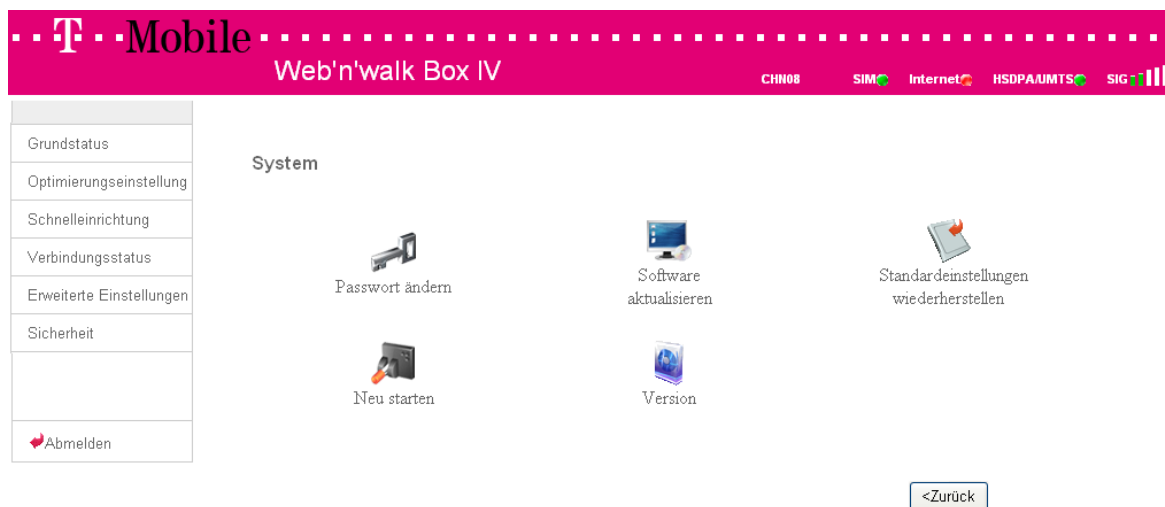 T Mobile
Web'n'walk Box IV
CHN08 SIM Internet HSDPA/UMTS SIG
Grundstatus
Optimierungseinstellung
Schnelleinrichtung
Verbindungsstatus
Erweiterte Einstellungen
Sicherheit
Abmelden
System
Passwort ändern
Software
aktualisieren
Standardeinstellungen
wiederherstellen
Neu starten
Version
<Zurück